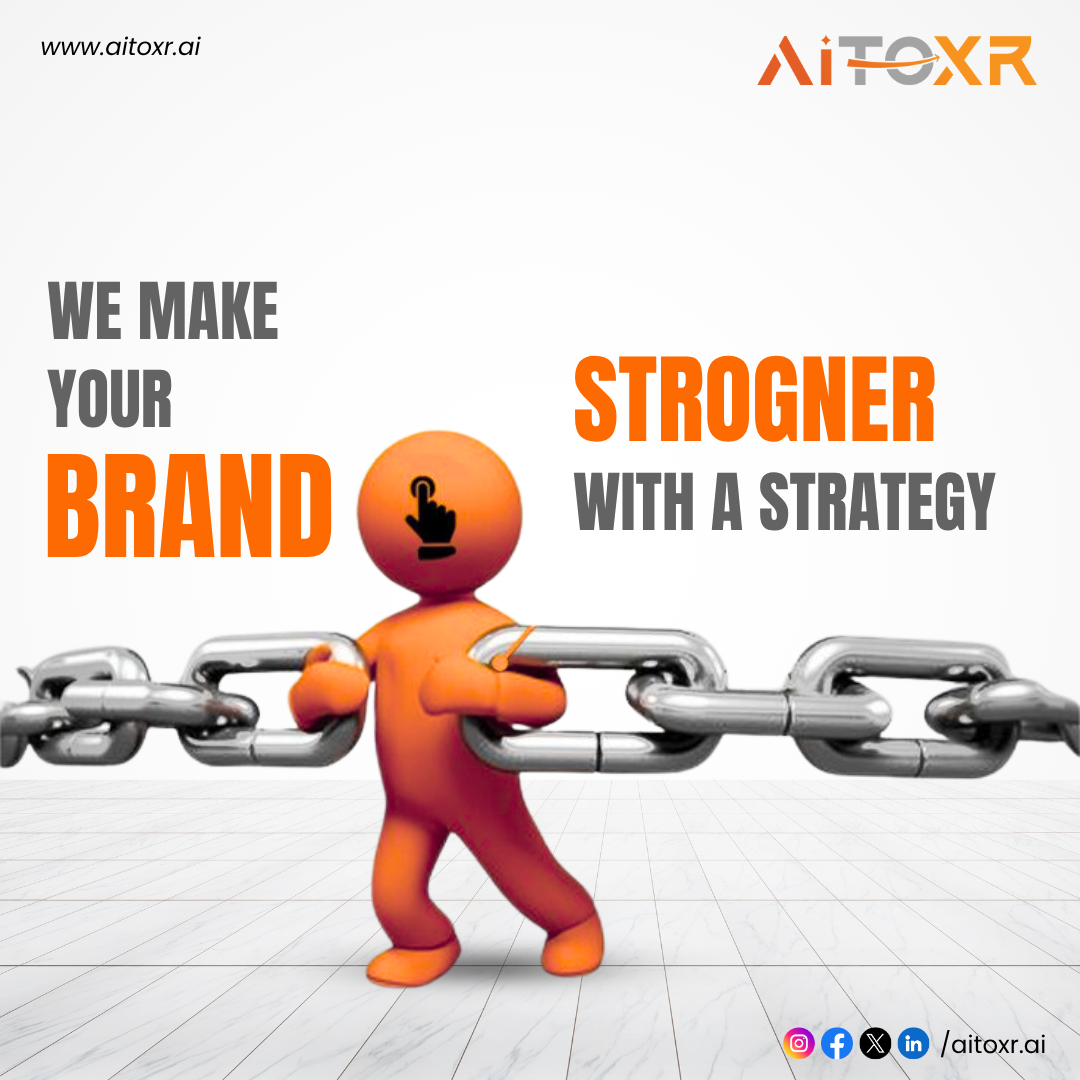 www.aitoxr.ai
AiTOXR
WE MAKE
YOUR
BRAND
STROGNER
WITH A STRATEGY
/aitoxr.ai